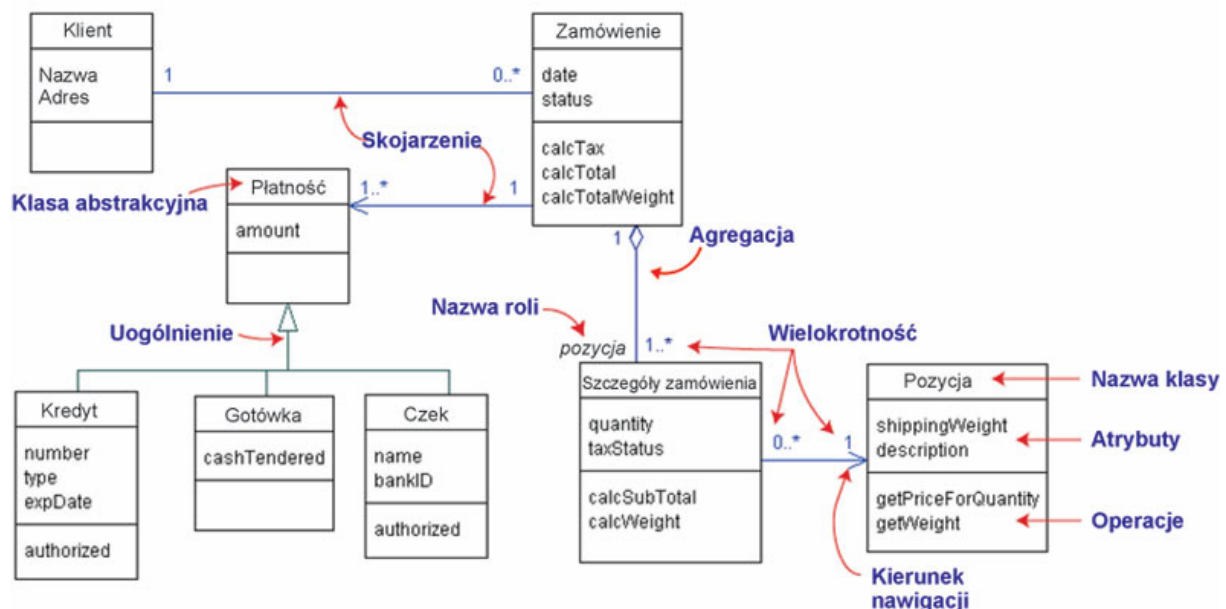 Klient
Nazwa
Adres
1
0..*
Zamówienie
date
status
calcTax
calcTotal
calcTotalWeight
Skojarzenie
Klasa abstrakcyjna
Płatność
amount
1..*
1
1
Agregacja
Uogólnienie
Nazwa roli
pozycja
1..*
Wielokrotność
Kredyt
number
type
expDate
authorized
Gotówka
cashTendered
Czek
name
bankID
authorized
Szczegóły zamówienia
quantity
taxStatus
calcSubTotal
calcWeight
0..*
1
Pozycja
shippingWeight
description
getPriceForQuantity
getWeight
Nazwa klasy
Atrybuty
Operacje
Kierunek
nawigacji